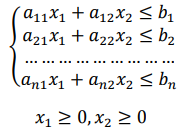 a₁₁x₁ + a₁₂x₂ ≤ b₁
a₂₁x₁ + a₂₂x₂ ≤ b₂
… … … … … … … … …
aₙ₁x₁ + aₙ₂x₂ ≤ bₙ
x₁ ≥ 0, x₂ ≥ 0